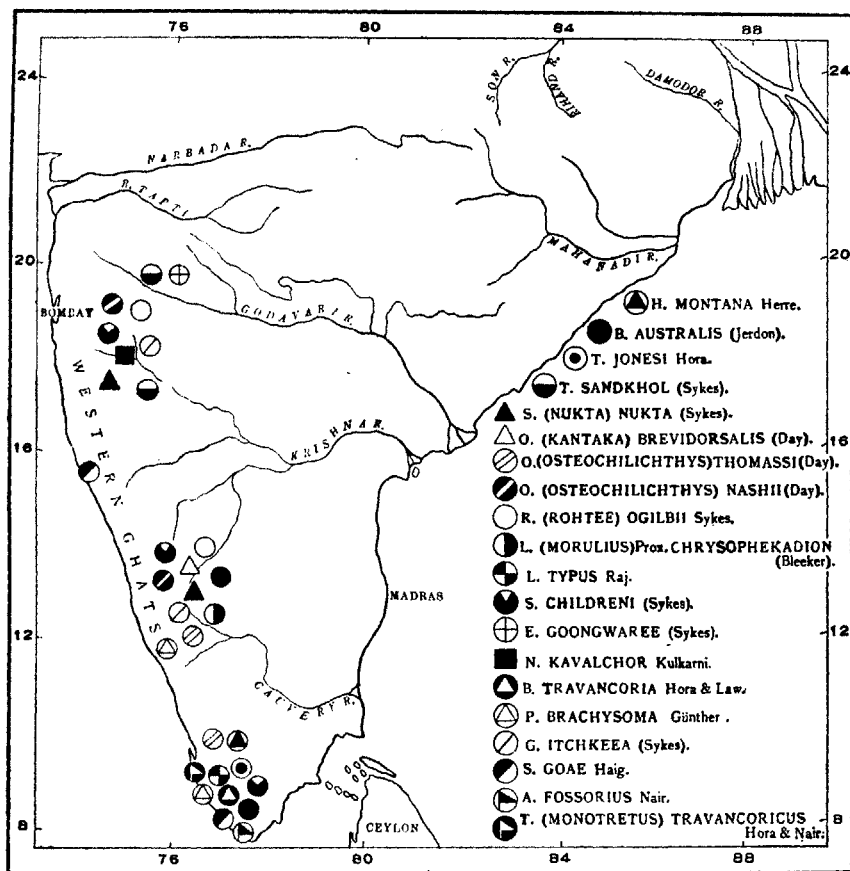 76 80 84 88
24 24
SON R.
RIHAND R.
DAMODOR R.
NARBADA R.
R. TAPTI
MAHANADI R.
20 20
BOMBAY
GODAVARI R.
WESTERN GHATS
KRISHNA R.
16 16
MADRAS
12 12
CAUVERY R.
8 8
CEYLON
76 80 84 88
H. MONTANA Herre.
B. AUSTRALIS (Jerdon).
T. JONESI Hora.
T. SANDKHOL (Sykes).
S. (NUKTA) NUKTA (Sykes).
O. (KANTAKA) BREVIDORSALIS (Day).
O. (OSTEOCHILICHTHYS) THOMASSI (Day).
O. (OSTEOCHILICHTHYS) NASHII (Day).
R. (ROHTEE) OGILBII Sykes.
L. (MORULIUS) Prox. CHRYSOPHEKADION
(Bleeker).
L. TYPUS Raj.
S. CHILDRENI (Sykes).
E. GOONGWAREE (Sykes).
N. KAVALCHOR Kulkarni.
B. TRAVANCORIA Hora & Law.
P. BRACHYSOMA Günther.
G. ITCHKEEA (Sykes).
S. GOAE Haig.
A. FOSSORIUS Nair.
T. (MONOTRETUS) TRAVANCORICUS
Hora & Nair.